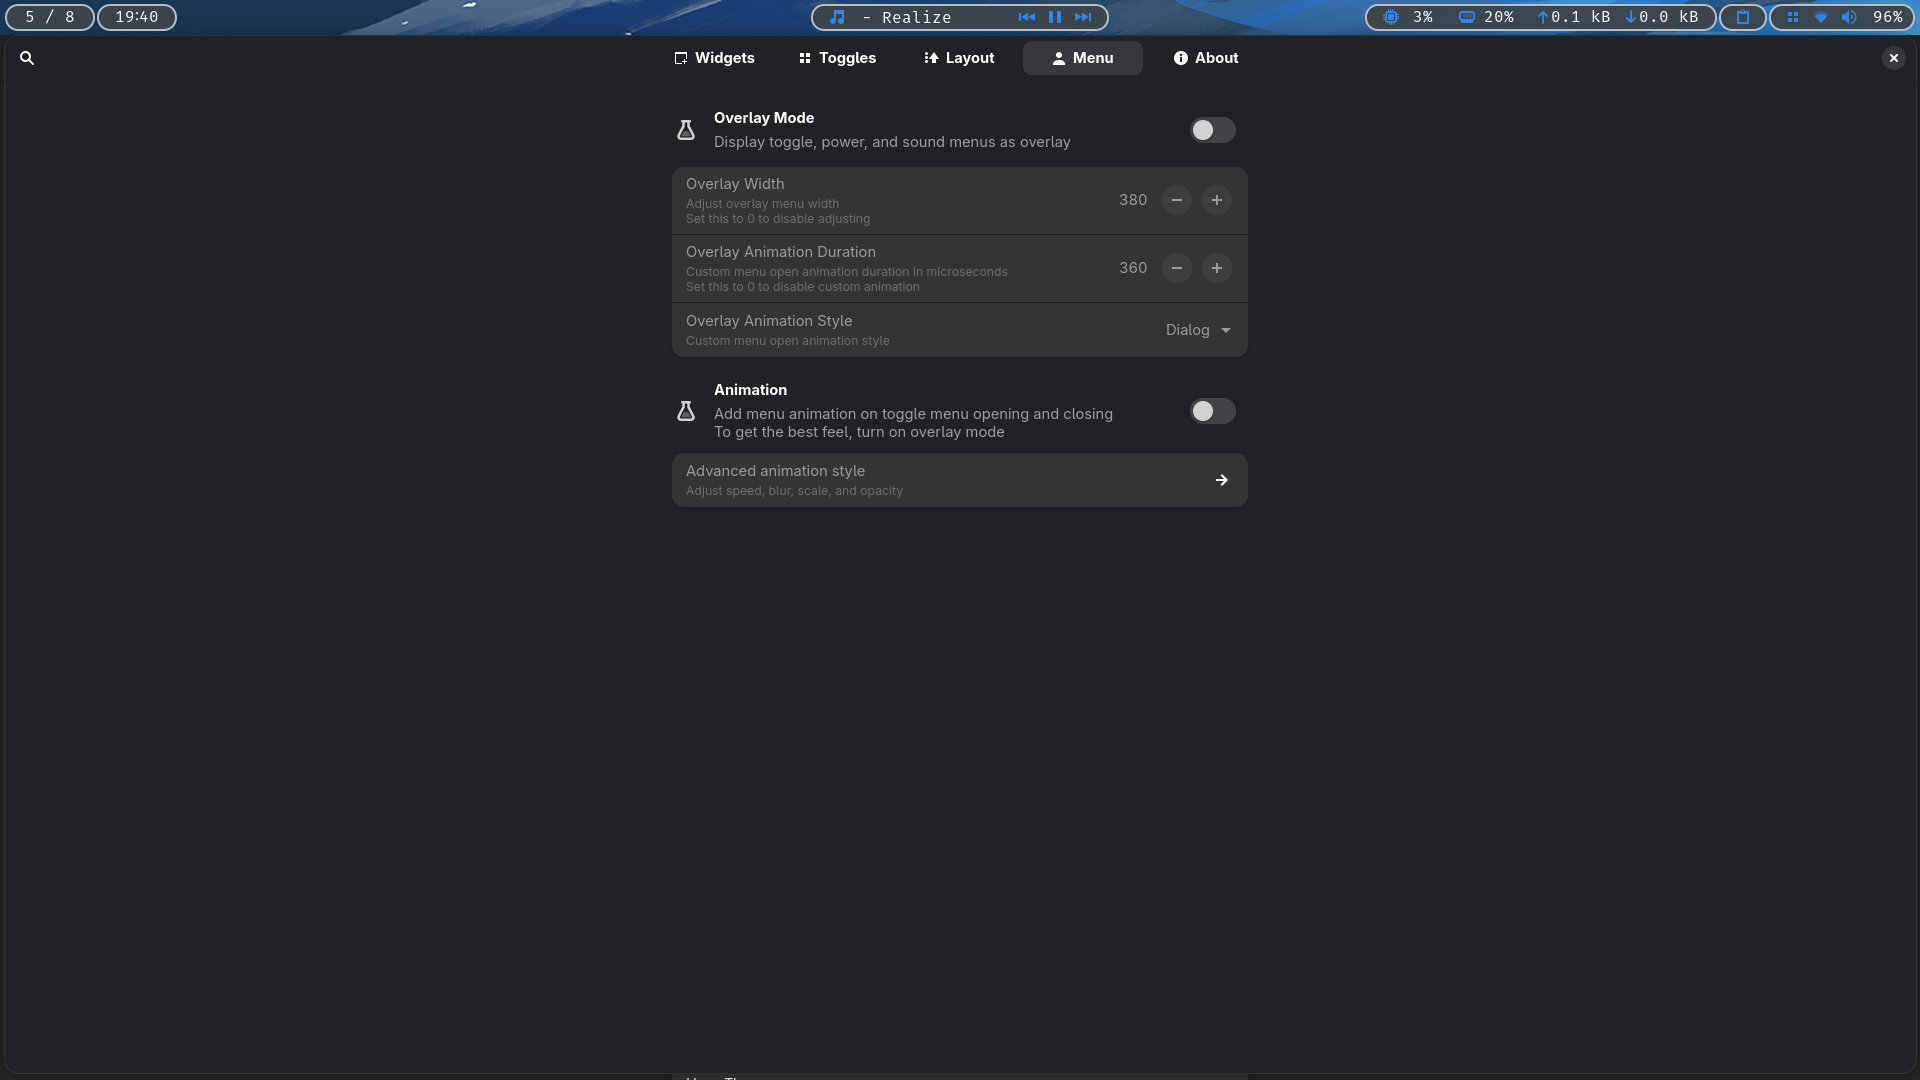 5 / 8
19:40
- Realize
3%
20%
↑0.1 kB
↓0.0 kB
96%
Widgets
Toggles
Layout
Menu
About
Overlay Mode
Display toggle, power, and sound menus as overlay
Overlay Width
Adjust overlay menu width
Set this to 0 to disable adjusting
380
Overlay Animation Duration
Custom menu open animation duration in microseconds
Set this to 0 to disable custom animation
360
Overlay Animation Style
Custom menu open animation style
Dialog
Animation
Add menu animation on toggle menu opening and closing
To get the best feel, turn on overlay mode
Advanced animation style
Adjust speed, blur, scale, and opacity